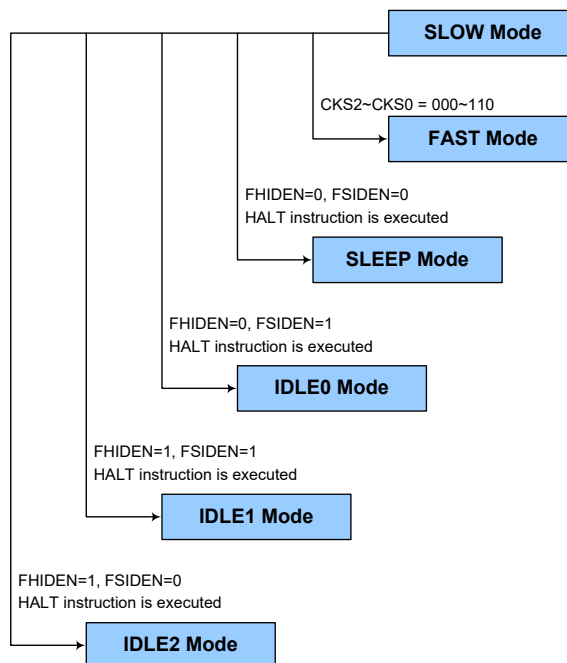 SLOW Mode
CKS2~CKS0 = 000~110
FAST Mode
FHIDEN=0, FSIDEN=0
HALT instruction is executed
SLEEP Mode
FHIDEN=0, FSIDEN=1
HALT instruction is executed
IDLE0 Mode
FHIDEN=1, FSIDEN=1
HALT instruction is executed
IDLE1 Mode
FHIDEN=1, FSIDEN=0
HALT instruction is executed
IDLE2 Mode